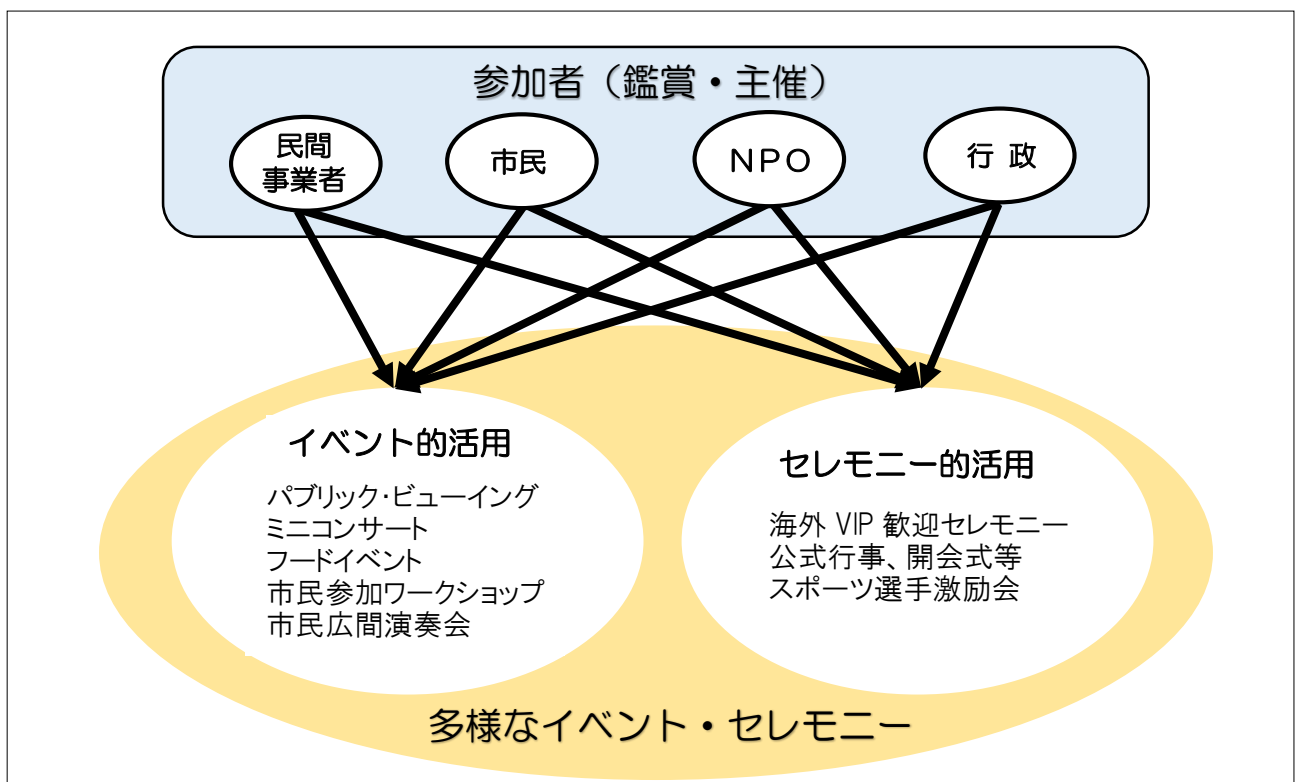 参加者（鑑賞・主催）
民間
事業者
市民
ＮＰＯ
行 政
イベント的活用
パブリック・ビューイング
ミニコンサート
フードイベント
市民参加ワークショップ
市民広間演奏会
セレモニー的活用
海外 VIP 歓迎セレモニー
公式行事、開会式等
スポーツ選手激励会
多様なイベント・セレモニー